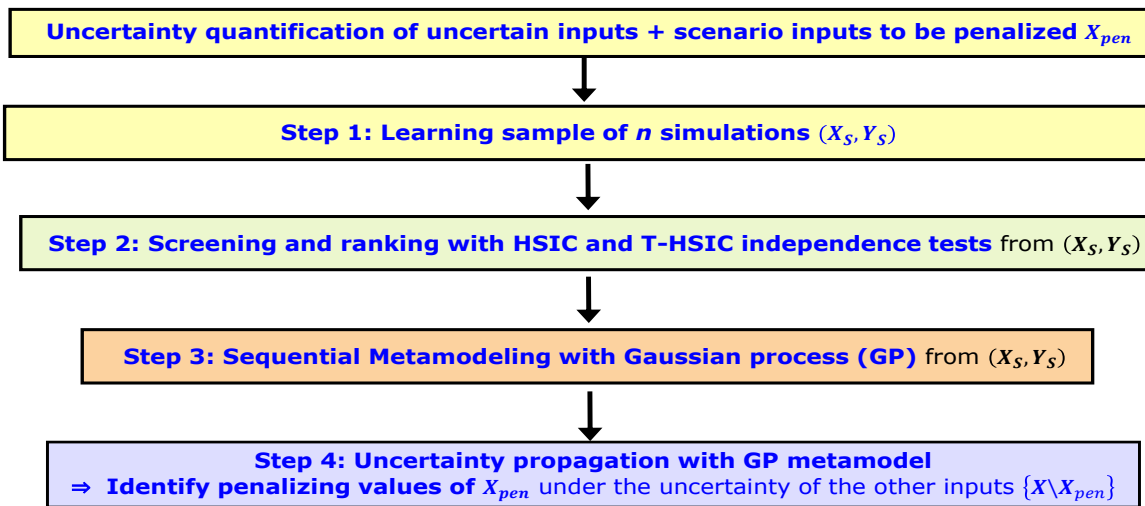 Uncertainty quantification of uncertain inputs + scenario inputs to be penalized X_pen
Step 1: Learning sample of n simulations (X_S, Y_S)
Step 2: Screening and ranking with HSIC and T-HSIC independence tests from (X_S, Y_S)
Step 3: Sequential Metamodeling with Gaussian process (GP) from (X_S, Y_S)
Step 4: Uncertainty propagation with GP metamodel
⇒ Identify penalizing values of X_pen under the uncertainty of the other inputs {X\X_pen}